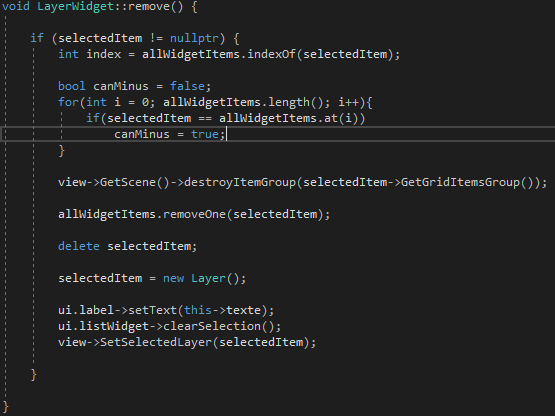 void LayerWidget::remove() {
if (selectedItem != nullptr) {
int index = allWidgetItems.indexOf(selectedItem);
bool canMinus = false;
for(int i = 0; allWidgetItems.length(); i++){
if(selectedItem == allWidgetItems.at(i))
canMinus = true;
}
view->GetScene()->destroyItemGroup(selectedItem->GetGridItemsGroup());
allWidgetItems.removeOne(selectedItem);
delete selectedItem;
selectedItem = new Layer();
ui.label->setText(this->texte);
ui.listWidget->clearSelection();
view->SetSelectedLayer(selectedItem);
}
}